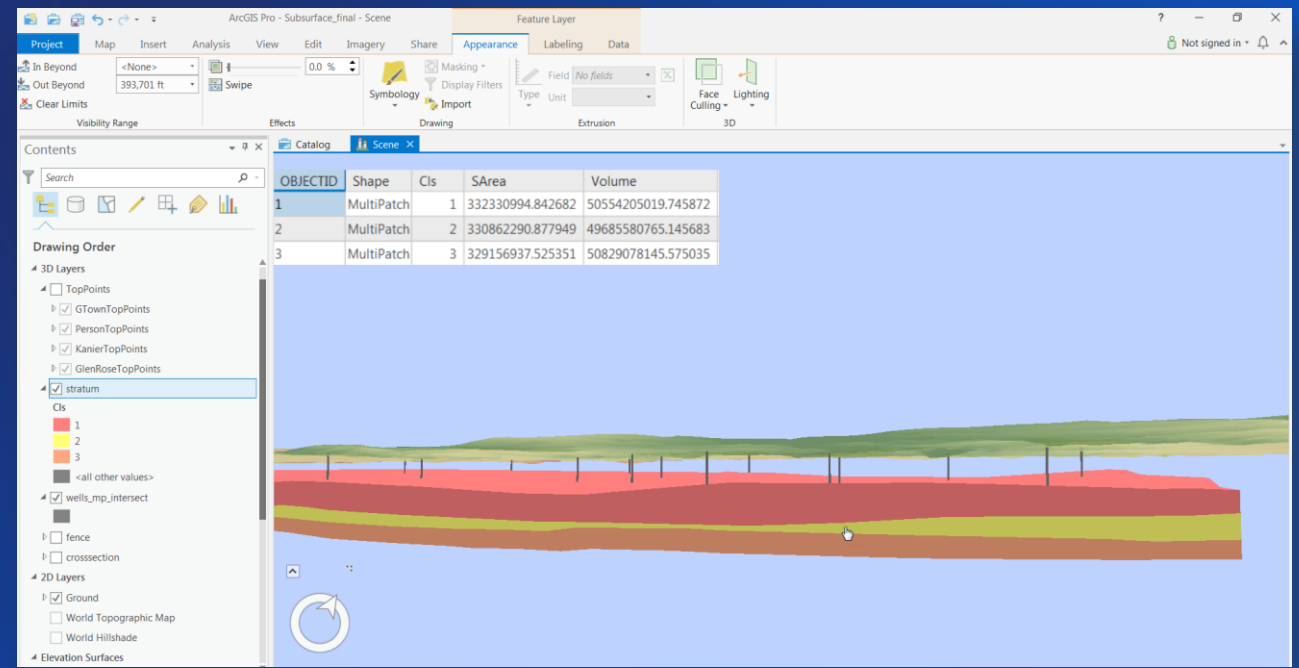 ArcGIS Pro - Subsurface_final - Scene
Feature Layer
?
Project Map Insert Analysis View Edit Imagery Share Appearance Labeling Data
Not signed in
In Beyond <None>
Out Beyond 393,701 ft
Clear Limits
Visibility Range
0.0 %
Swipe
Effects
Symbology
Masking
Display Filters
Import
Drawing
Type
Field No fields
Unit
Extrusion
Face Culling
Lighting
3D
Contents
Search
Drawing Order
3D Layers
TopPoints
GTownTopPoints
PersonTopPoints
KanierTopPoints
GlenRoseTopPoints
stratum
Cls
1
2
3
<all other values>
wells_mp_intersect
fence
crosssection
2D Layers
Ground
World Topographic Map
World Hillshade
Elevation Surfaces
Catalog Scene
OBJECTID Shape Cls SArea Volume
1 MultiPatch 1 332330994.842682 50554205019.745872
2 MultiPatch 2 330862290.877949 49685580765.145683
3 MultiPatch 3 329156937.525351 50829078145.575035